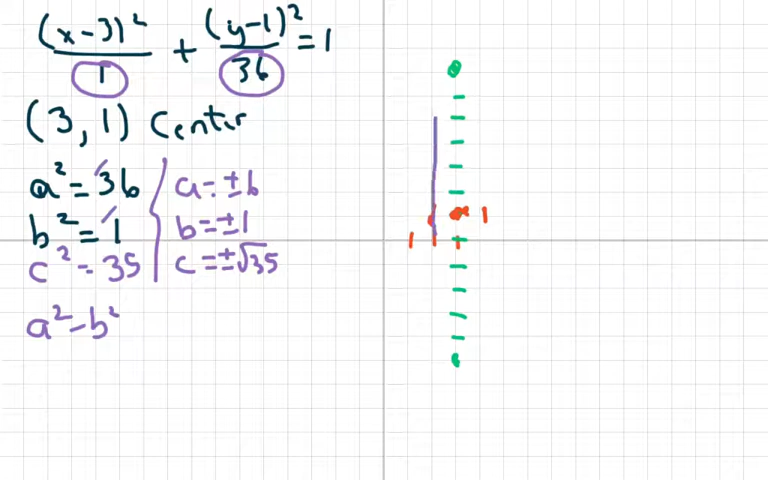 (x-3)²/1 + (y-1)²/36 = 1
(3, 1) Center
a² = 36
b² = 1
c² = 35
a = ±6
b = ±1
c = ±√35
a² - b²